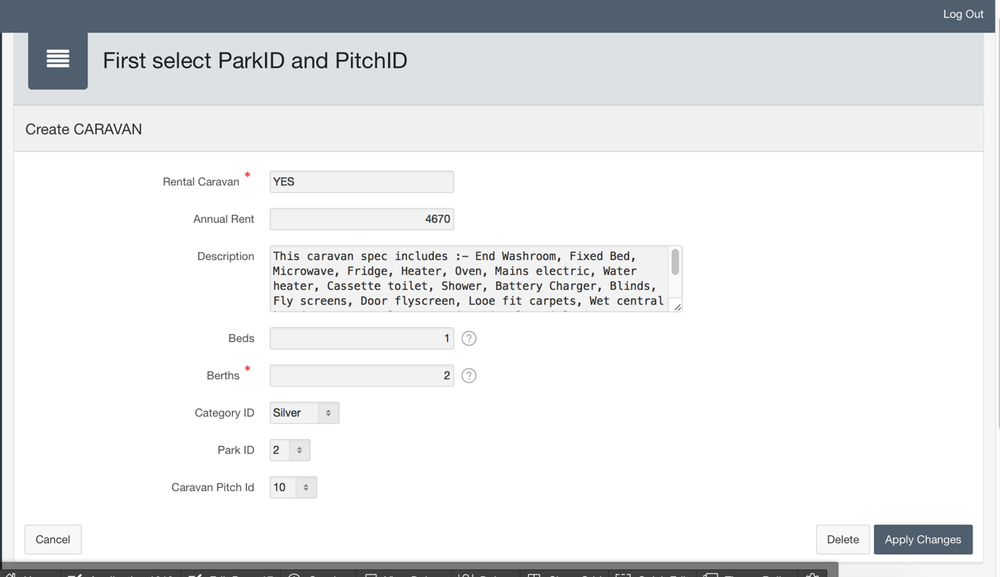 Log Out
First select ParkID and PitchID
Create CARAVAN
Rental Caravan *
YES
Annual Rent
4670
Description
This caravan spec includes :- End Washroom, Fixed Bed,
Microwave, Fridge, Heater, Oven, Mains electric, Water
heater, Cassette toilet, Shower, Battery Charger, Blinds,
Fly screens, Door flyscreen, Looe fit carpets, Wet central
Beds
1 ?
Berths *
2 ?
Category ID
Silver
Park ID
2
Caravan Pitch Id
10
Cancel
Delete
Apply Changes